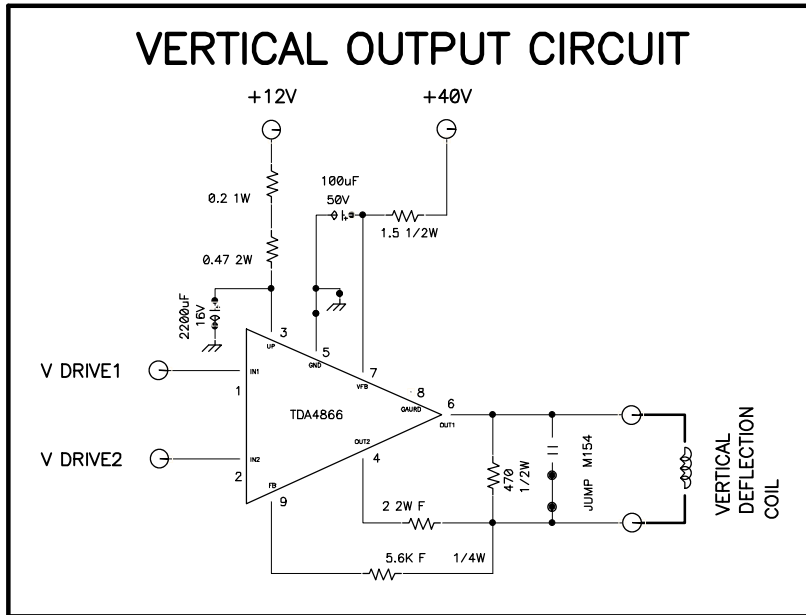 VERTICAL OUTPUT CIRCUIT
+12V
+40V
100uF
50V
0.2 1W
1.5 1/2W
0.47 2W
2200uF
16V
3
UP
5
GND
7
VFB
V DRIVE1
IN1
1
8
GAURD
6
OUT1
TDA4866
V DRIVE2
IN2
2
OUT2
4
FB
9
470
1/2W
JUMP M154
VERTICAL
DEFLECTION
COIL
2 2W F
5.6K F 1/4W